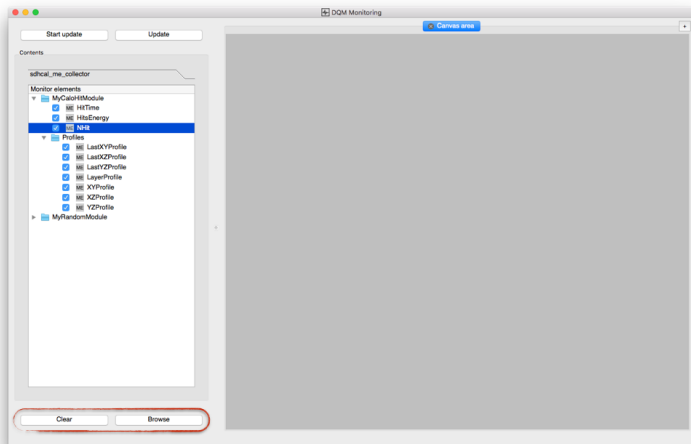 DQM Monitoring
Start update
Update
Canvas area
+
Contents
sdhcal_me_collector
Monitor elements
MyCaloHitModule
ME HitTime
ME HitsEnergy
ME NHit
Profiles
ME LastXYProfile
ME LastXZProfile
ME LastYZProfile
ME LayerProfile
ME XYProfile
ME XZProfile
ME YZProfile
MyRandomModule
Clear
Browse